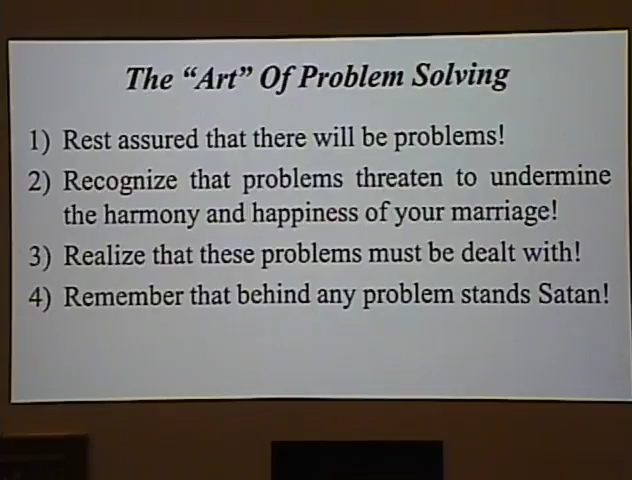 The “Art” Of Problem Solving
1) Rest assured that there will be problems!
2) Recognize that problems threaten to undermine
the harmony and happiness of your marriage!
3) Realize that these problems must be dealt with!
4) Remember that behind any problem stands Satan!